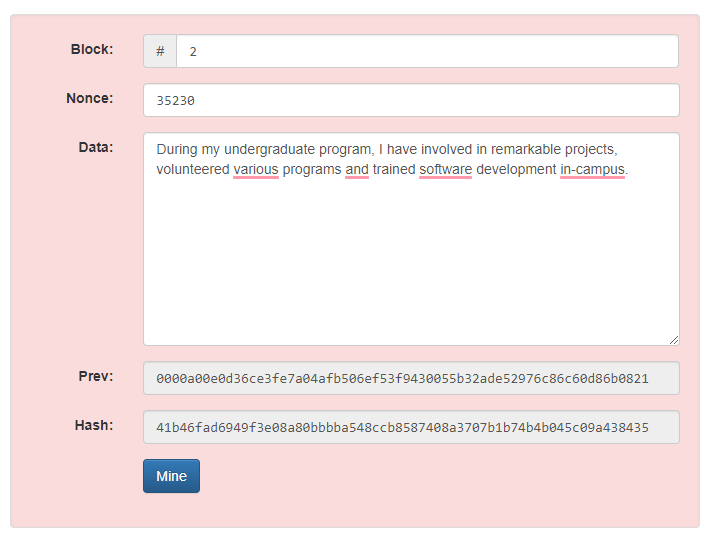 Block: # 2
Nonce: 35230
Data: During my undergraduate program, I have involved in remarkable projects,
volunteered various programs and trained software development in-campus.
Prev: 0000a00e0d36ce3fe7a04afb506ef53f9430055b32ade52976c86c60d86b0821
Hash: 41b46fad6949f3e08a80bbbba548ccb8587408a3707b1b74b4b045c09a438435
Mine